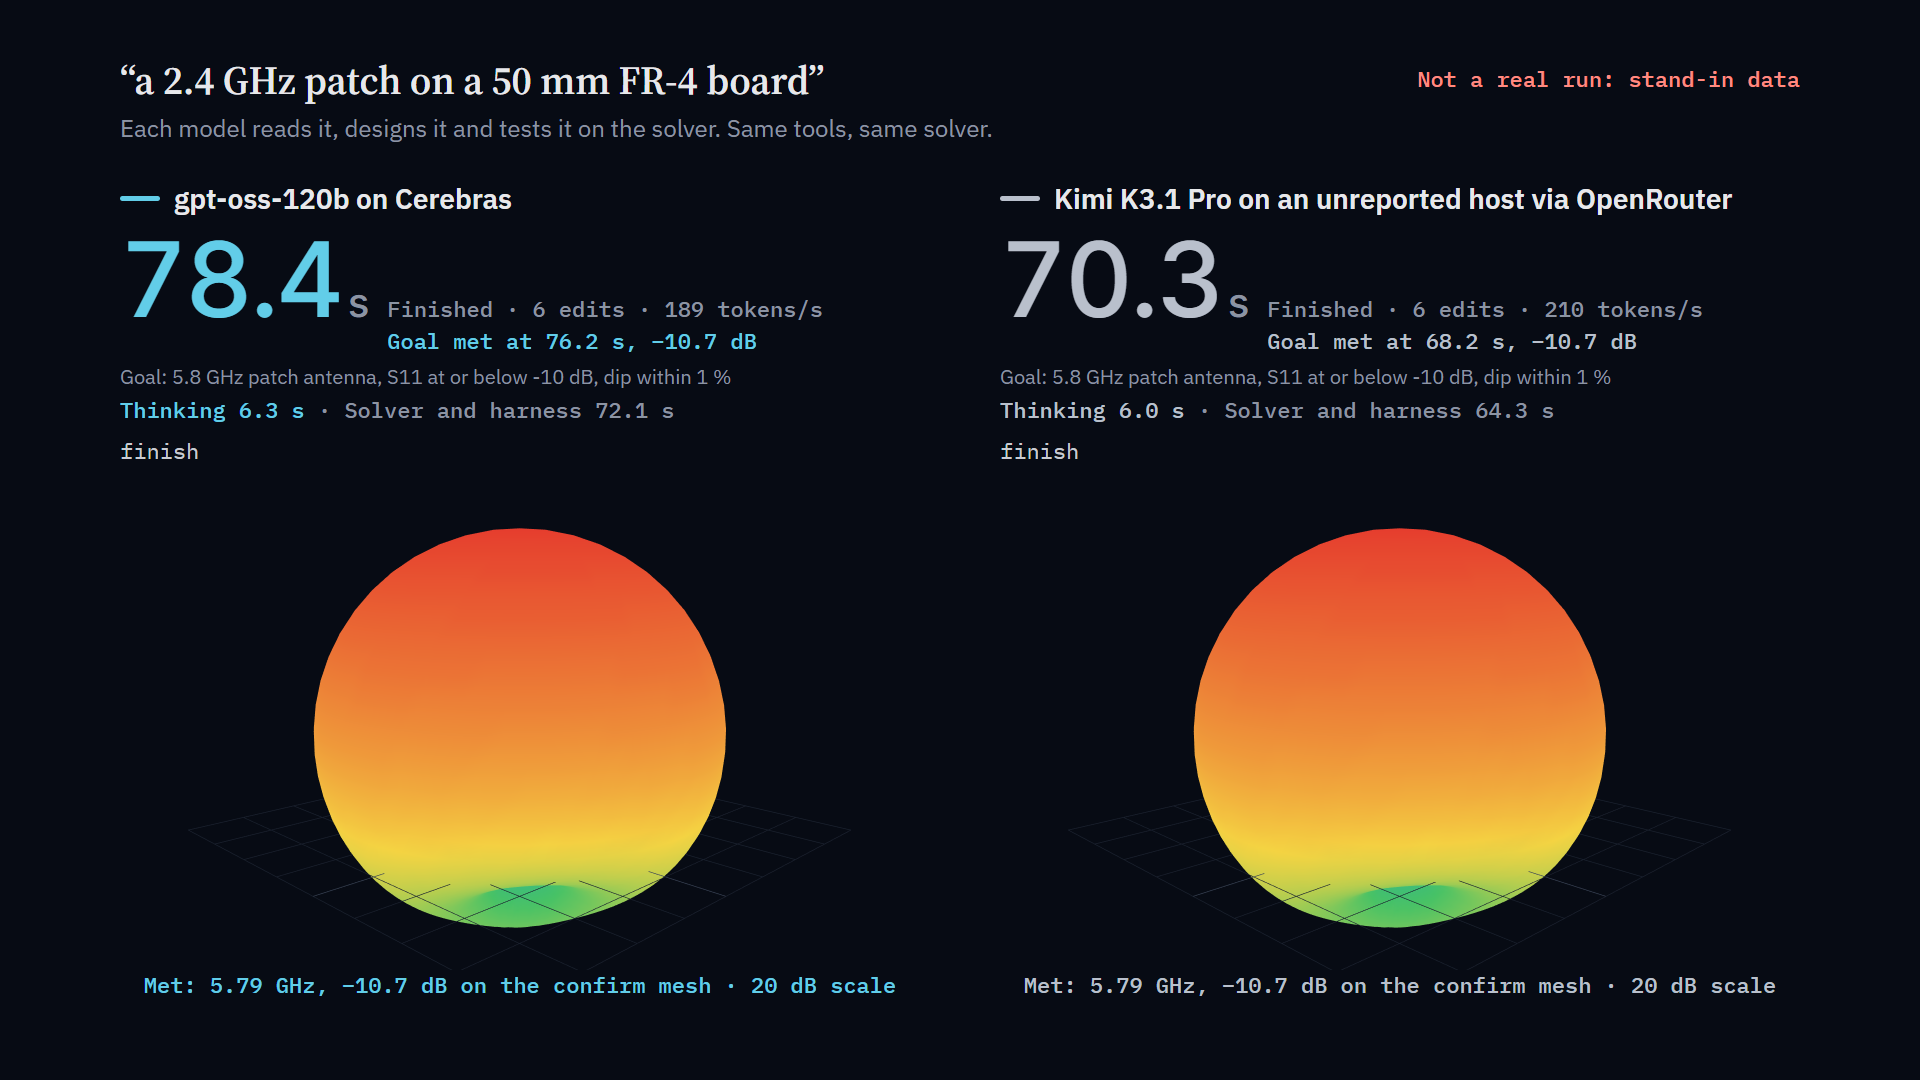 “a 2.4 GHz patch on a 50 mm FR-4 board”
Not a real run: stand-in data
Each model reads it, designs it and tests it on the solver. Same tools, same solver.
gpt-oss-120b on Cerebras
78.4 s
Finished · 6 edits · 189 tokens/s
Goal met at 76.2 s, −10.7 dB
Goal: 5.8 GHz patch antenna, S11 at or below -10 dB, dip within 1 %
Thinking 6.3 s · Solver and harness 72.1 s
finish
Met: 5.79 GHz, −10.7 dB on the confirm mesh · 20 dB scale
Kimi K3.1 Pro on an unreported host via OpenRouter
70.3 s
Finished · 6 edits · 210 tokens/s
Goal met at 68.2 s, −10.7 dB
Goal: 5.8 GHz patch antenna, S11 at or below -10 dB, dip within 1 %
Thinking 6.0 s · Solver and harness 64.3 s
finish
Met: 5.79 GHz, −10.7 dB on the confirm mesh · 20 dB scale